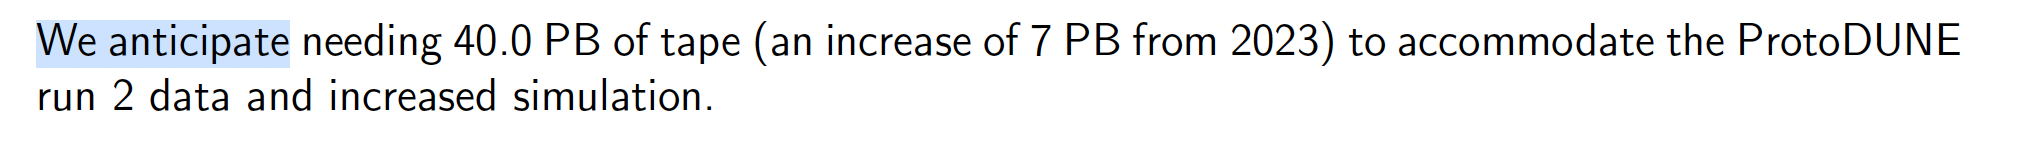 We anticipate needing 40.0 PB of tape (an increase of 7 PB from 2023) to accommodate the ProtoDUNE
run 2 data and increased simulation.